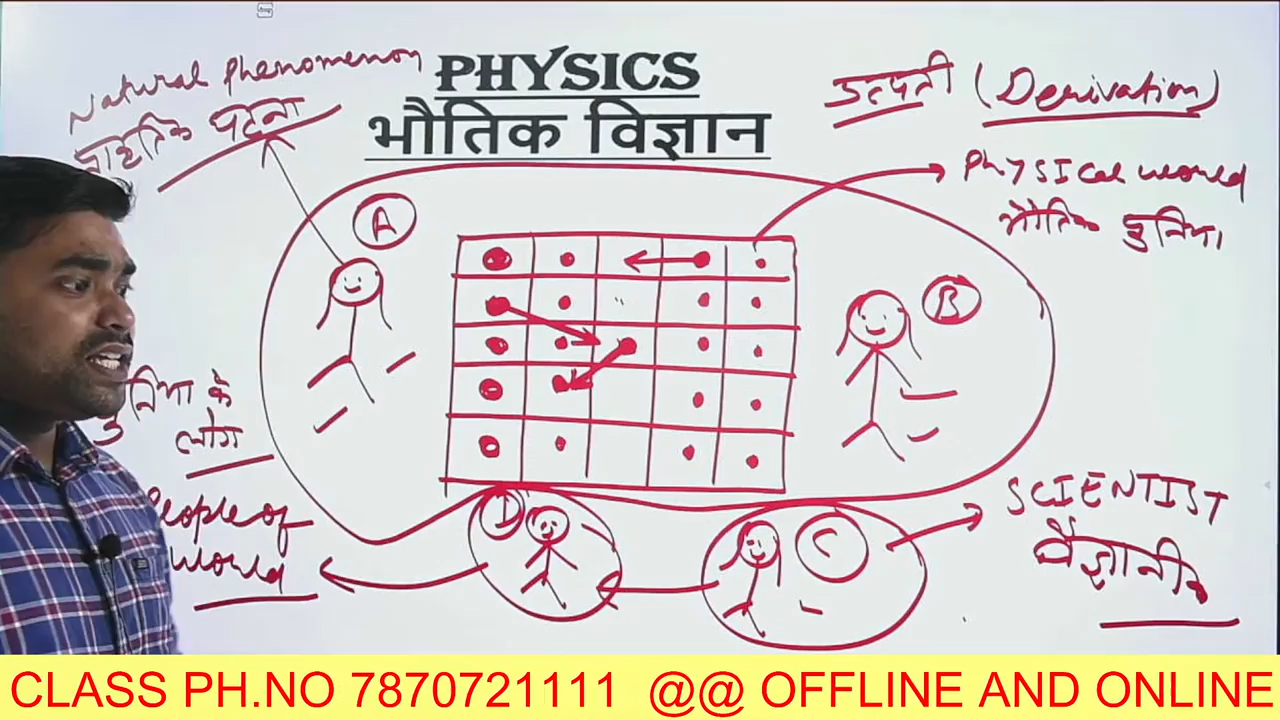 Natural Phenomenon
घटना
PHYSICS
भौतिक विज्ञान
उत्पती (Derivation)
Physical world
भौतिक दुनिया
A
B
दुनिया के
लोग
People of
world
D
C
SCIENTIST
वैज्ञानीक
CLASS PH.NO 7870721111 @@ OFFLINE AND ONLINE